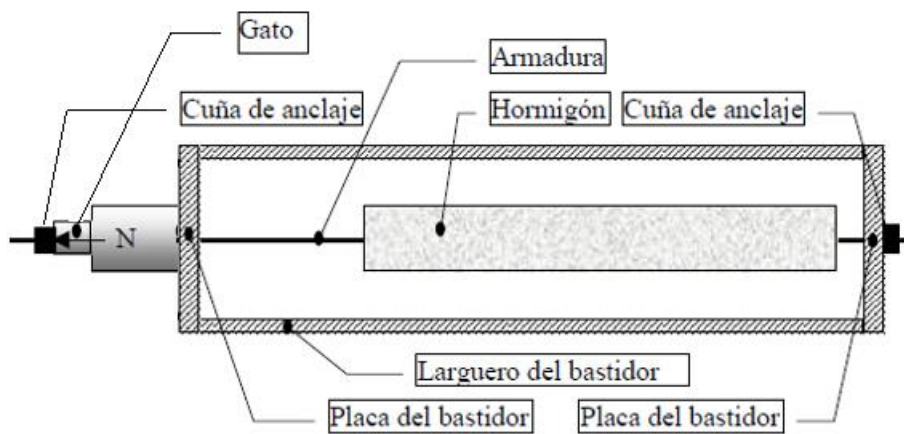 Gato
Armadura
Cuña de anclaje
Hormigón
Cuña de anclaje
N
Larguero del bastidor
Placa del bastidor
Placa del bastidor